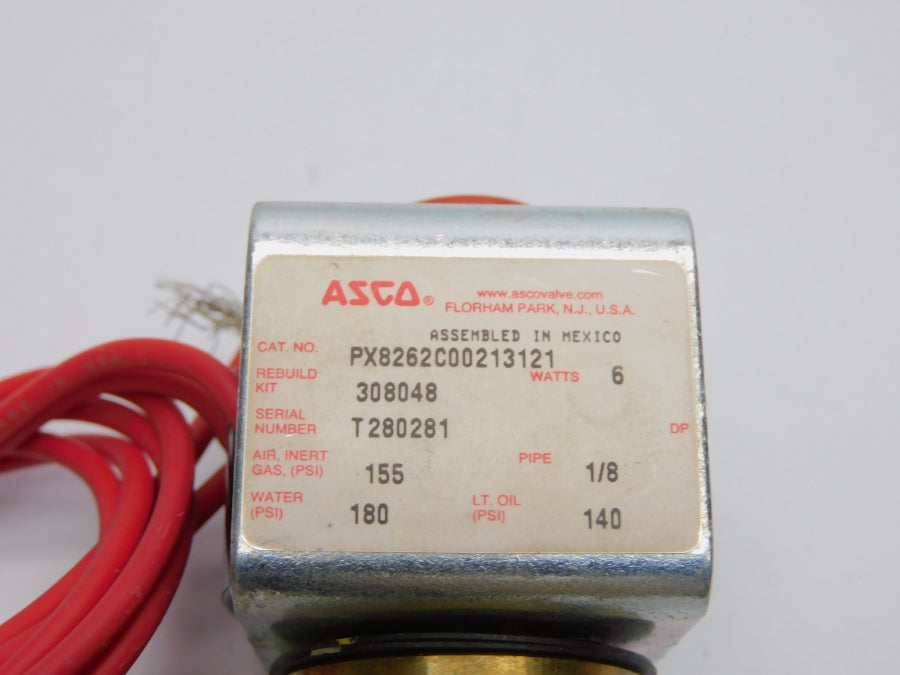 ASCO®
www.ascovalve.com
FLORHAM PARK, N.J., U.S.A.
ASSEMBLED IN MEXICO
CAT. NO. PX8262C00213121
REBUILD KIT 308048 WATTS 6
SERIAL NUMBER T280281 DP
AIR, INERT GAS, (PSI) 155 PIPE 1/8
WATER (PSI) 180 LT. OIL (PSI) 140